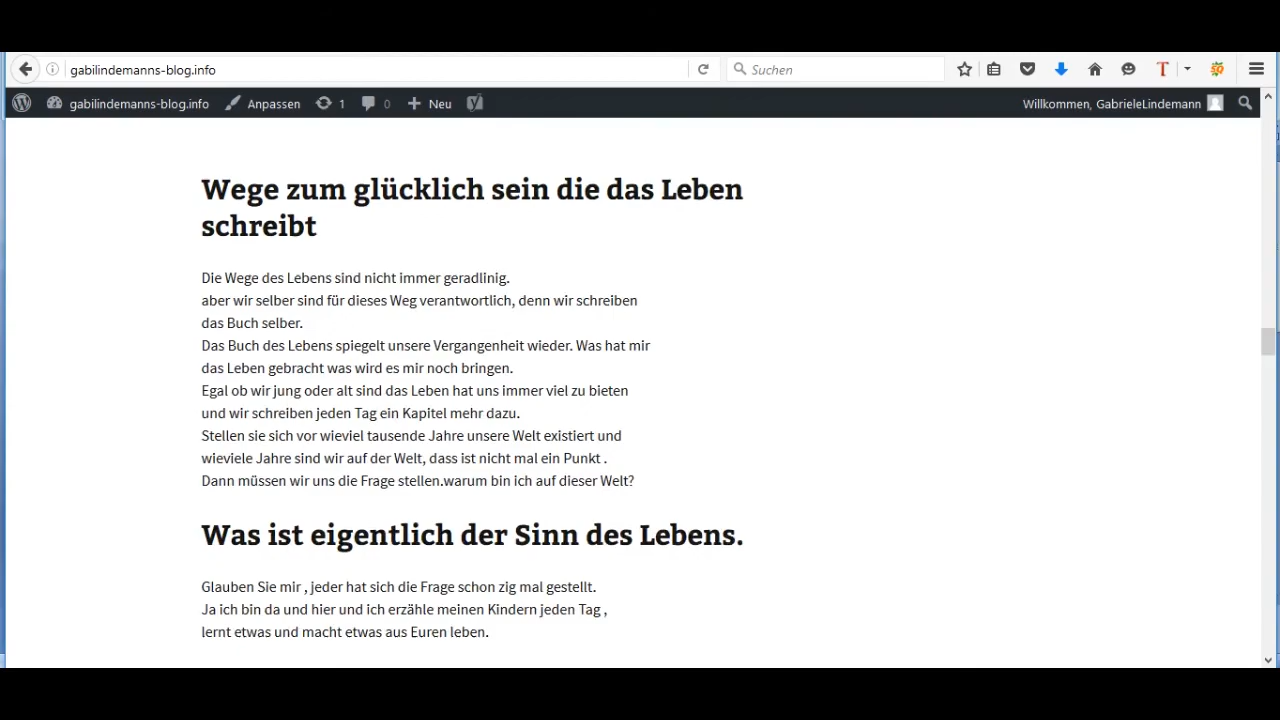 gabilindemanns-blog.info
Suchen
gabilindemanns-blog.info Anpassen 1 0 Neu Willkommen, GabrieleLindemann
Wege zum glücklich sein die das Leben
schreibt
Die Wege des Lebens sind nicht immer geradlinig.
aber wir selber sind für dieses Weg verantwortlich, denn wir schreiben
das Buch selber.
Das Buch des Lebens spiegelt unsere Vergangenheit wieder. Was hat mir
das Leben gebracht was wird es mir noch bringen.
Egal ob wir jung oder alt sind das Leben hat uns immer viel zu bieten
und wir schreiben jeden Tag ein Kapitel mehr dazu.
Stellen sie sich vor wieviel tausende Jahre unsere Welt existiert und
wieviele Jahre sind wir auf der Welt, dass ist nicht mal ein Punkt .
Dann müssen wir uns die Frage stellen.warum bin ich auf dieser Welt?
Was ist eigentlich der Sinn des Lebens.
Glauben Sie mir , jeder hat sich die Frage schon zig mal gestellt.
Ja ich bin da und hier und ich erzähle meinen Kindern jeden Tag ,
lernt etwas und macht etwas aus Euren leben.